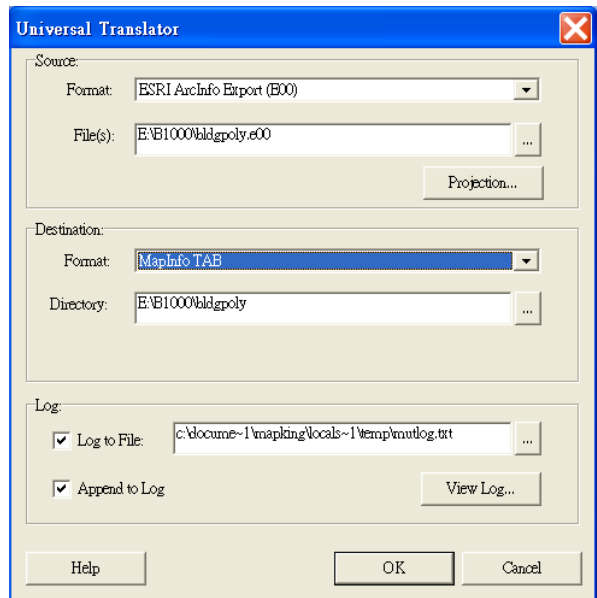 Universal Translator
Source:
Format: ESRI ArcInfo Export (E00)
File(s): E:\B1000\bldgpoly.e00 ...
Projection...
Destination:
Format: MapInfo TAB
Directory: E:\B1000\bldgpoly ...
Log:
Log to File: c:\docume~1\mapking\locals~1\temp\mutlog.txt ...
Append to Log View Log...
Help OK Cancel